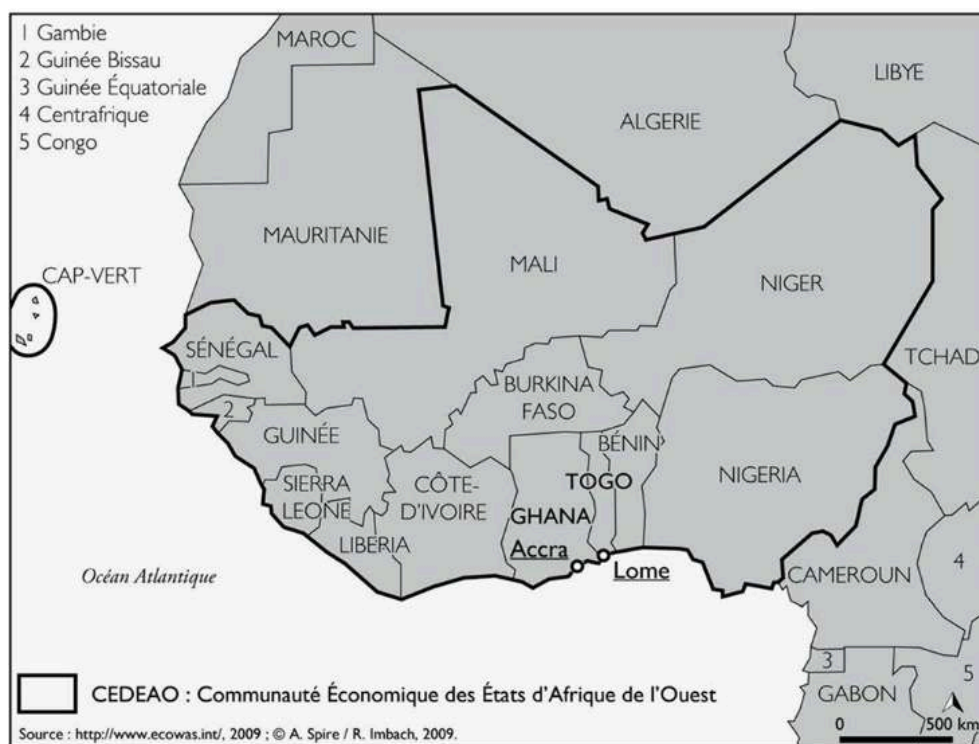 1 Gambie
2 Guinée Bissau
3 Guinée Équatoriale
4 Centrafrique
5 Congo
MAROC
LIBYE
ALGERIE
MAURITANIE
CAP-VERT
MALI
NIGER
TCHAD
SÉNÉGAL
1
2
BURKINA
FASO
GUINÉE
BÉNIN
SIERRA
LEONE
CÔTE-
D'IVOIRE
TOGO
NIGERIA
GHANA
LIBERIA
Accra
Lome
Océan Atlantique
CAMEROUN
4
3
5
GABON
CEDEAO : Communauté Économique des États d'Afrique de l'Ouest
0 500 km
Source : http://www.ecowas.int/, 2009 ; © A. Spire / R. Imbach, 2009.